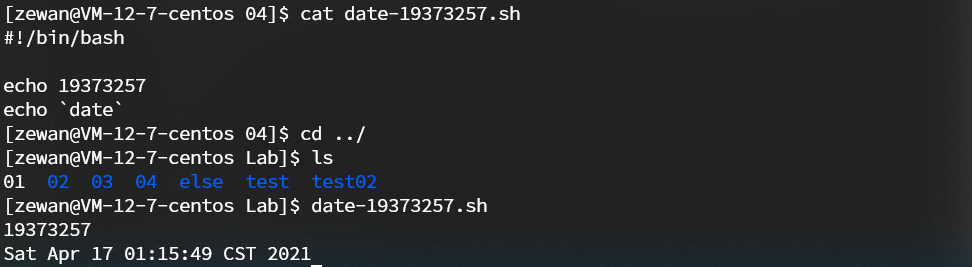 [zewan@VM-12-7-centos 04]$ cat date-19373257.sh
#!/bin/bash
echo 19373257
echo `date`
[zewan@VM-12-7-centos 04]$ cd ../
[zewan@VM-12-7-centos Lab]$ ls
01 02 03 04 else test test02
[zewan@VM-12-7-centos Lab]$ date-19373257.sh
19373257
Sat Apr 17 01:15:49 CST 2021